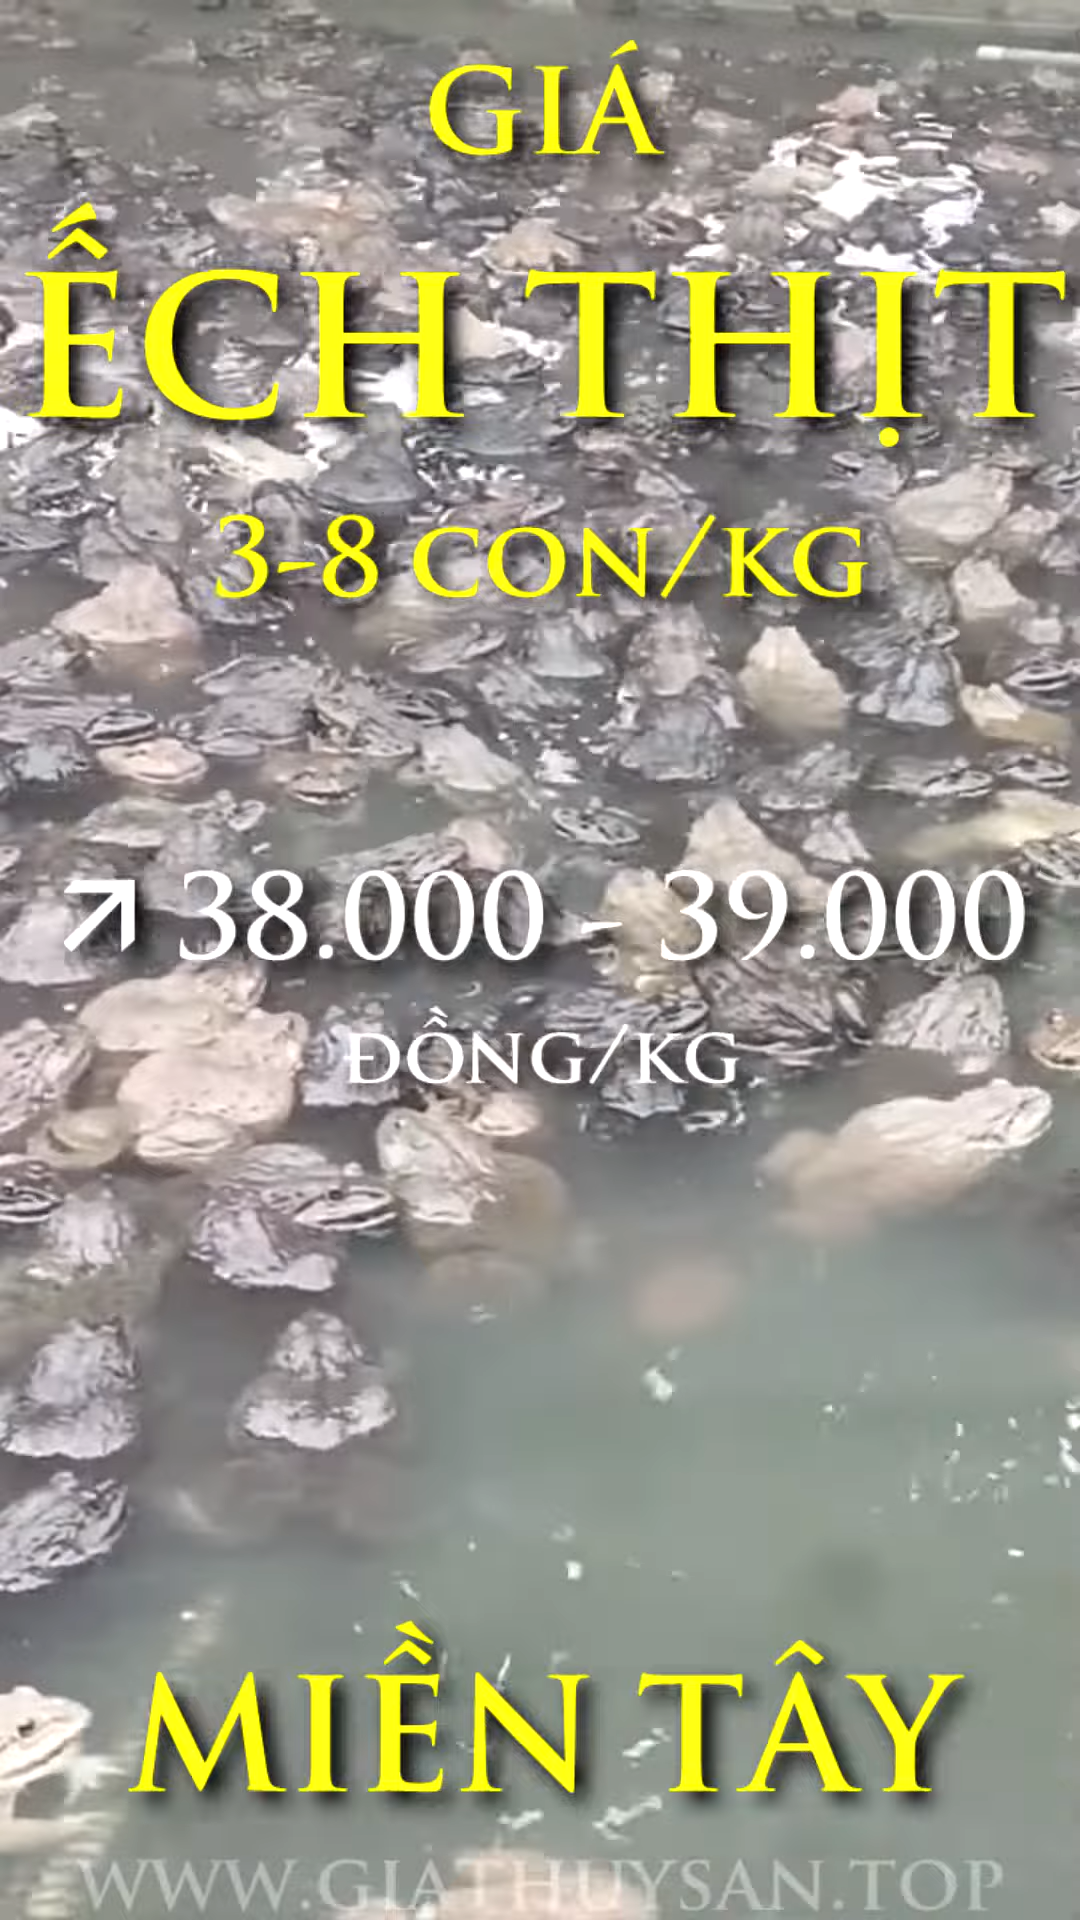 GIÁ
ẾCH THỊT
3-8 CON/KG
↗ 38.000 - 39.000
ĐỒNG/KG
MIỀN TÂY
WWW.GIATHUYSAN.TOP